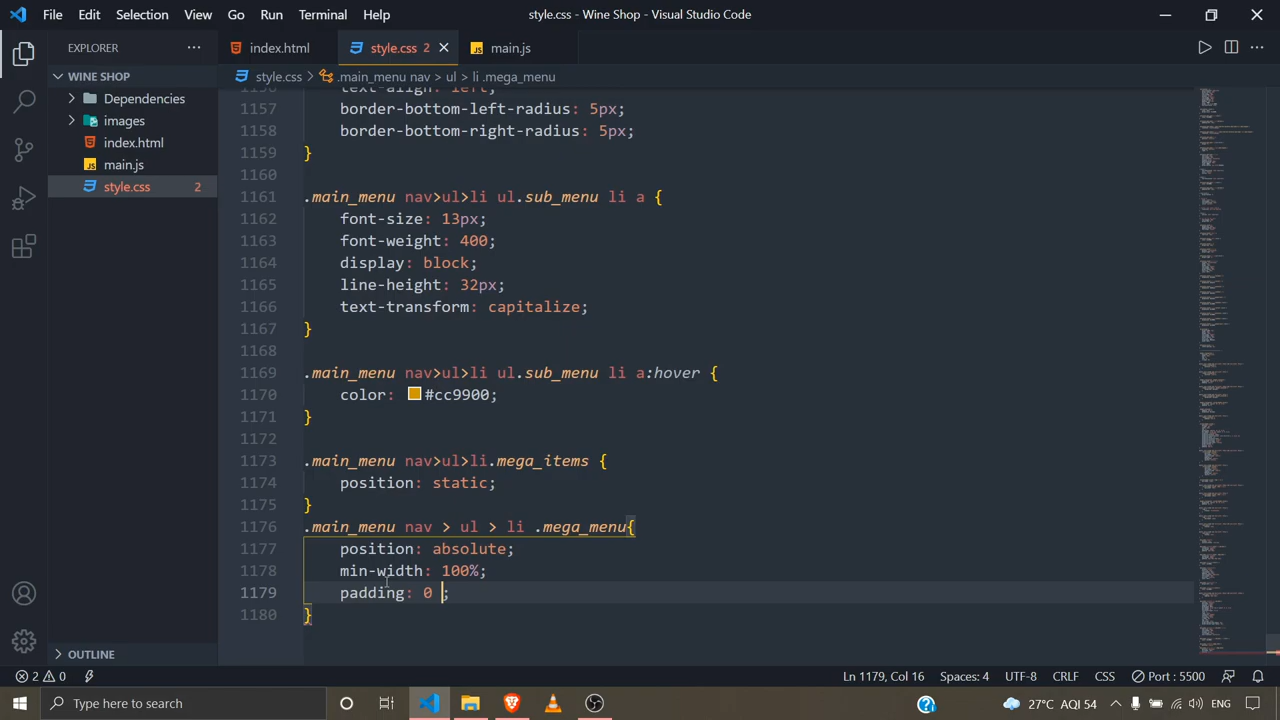 File Edit Selection View Go Run Terminal Help
style.css - Wine Shop - Visual Studio Code
EXPLORER
index.html
style.css 2
main.js
WINE SHOP
style.css > .main_menu nav > ul > li .mega_menu
Dependencies
images
index.html
main.js
style.css 2
1156 text-align: left;
1157 border-bottom-left-radius: 5px;
1158 border-bottom-right-radius: 5px;
1159 }
1160
1161 .main_menu nav>ul>li .sub_menu li a {
1162 font-size: 13px;
1163 font-weight: 400;
1164 display: block;
1165 line-height: 32px;
1166 text-transform: capitalize;
1167 }
1168
1169 .main_menu nav>ul>li ul.sub_menu li a:hover {
1170 color: #cc9900;
1171 }
1172
1173 .main_menu nav>ul>li.mega_items {
1174 position: static;
1175 }
1176 .main_menu nav > ul > li .mega_menu{
1177 position: absolute;
1178 min-width: 100%;
1179 padding: 0 ;
1180 }
OUTLINE
2 0
Ln 1179, Col 16
Spaces: 4
UTF-8
CRLF
CSS
Port : 5500
Type here to search
27°C AQI 54
ENG